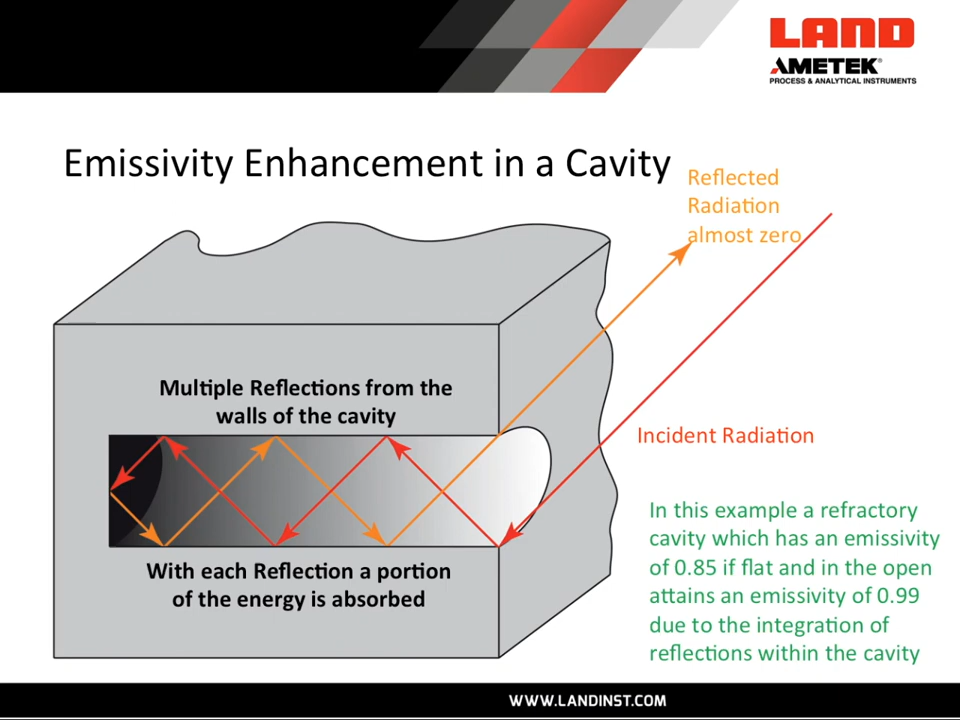 LAND
AMETEK®
PROCESS & ANALYTICAL INSTRUMENTS
Emissivity Enhancement in a Cavity
Reflected
Radiation
almost zero
Multiple Reflections from the
walls of the cavity
Incident Radiation
In this example a refractory
cavity which has an emissivity
of 0.85 if flat and in the open
attains an emissivity of 0.99
due to the integration of
reflections within the cavity
With each Reflection a portion
of the energy is absorbed
WWW.LANDINST.COM